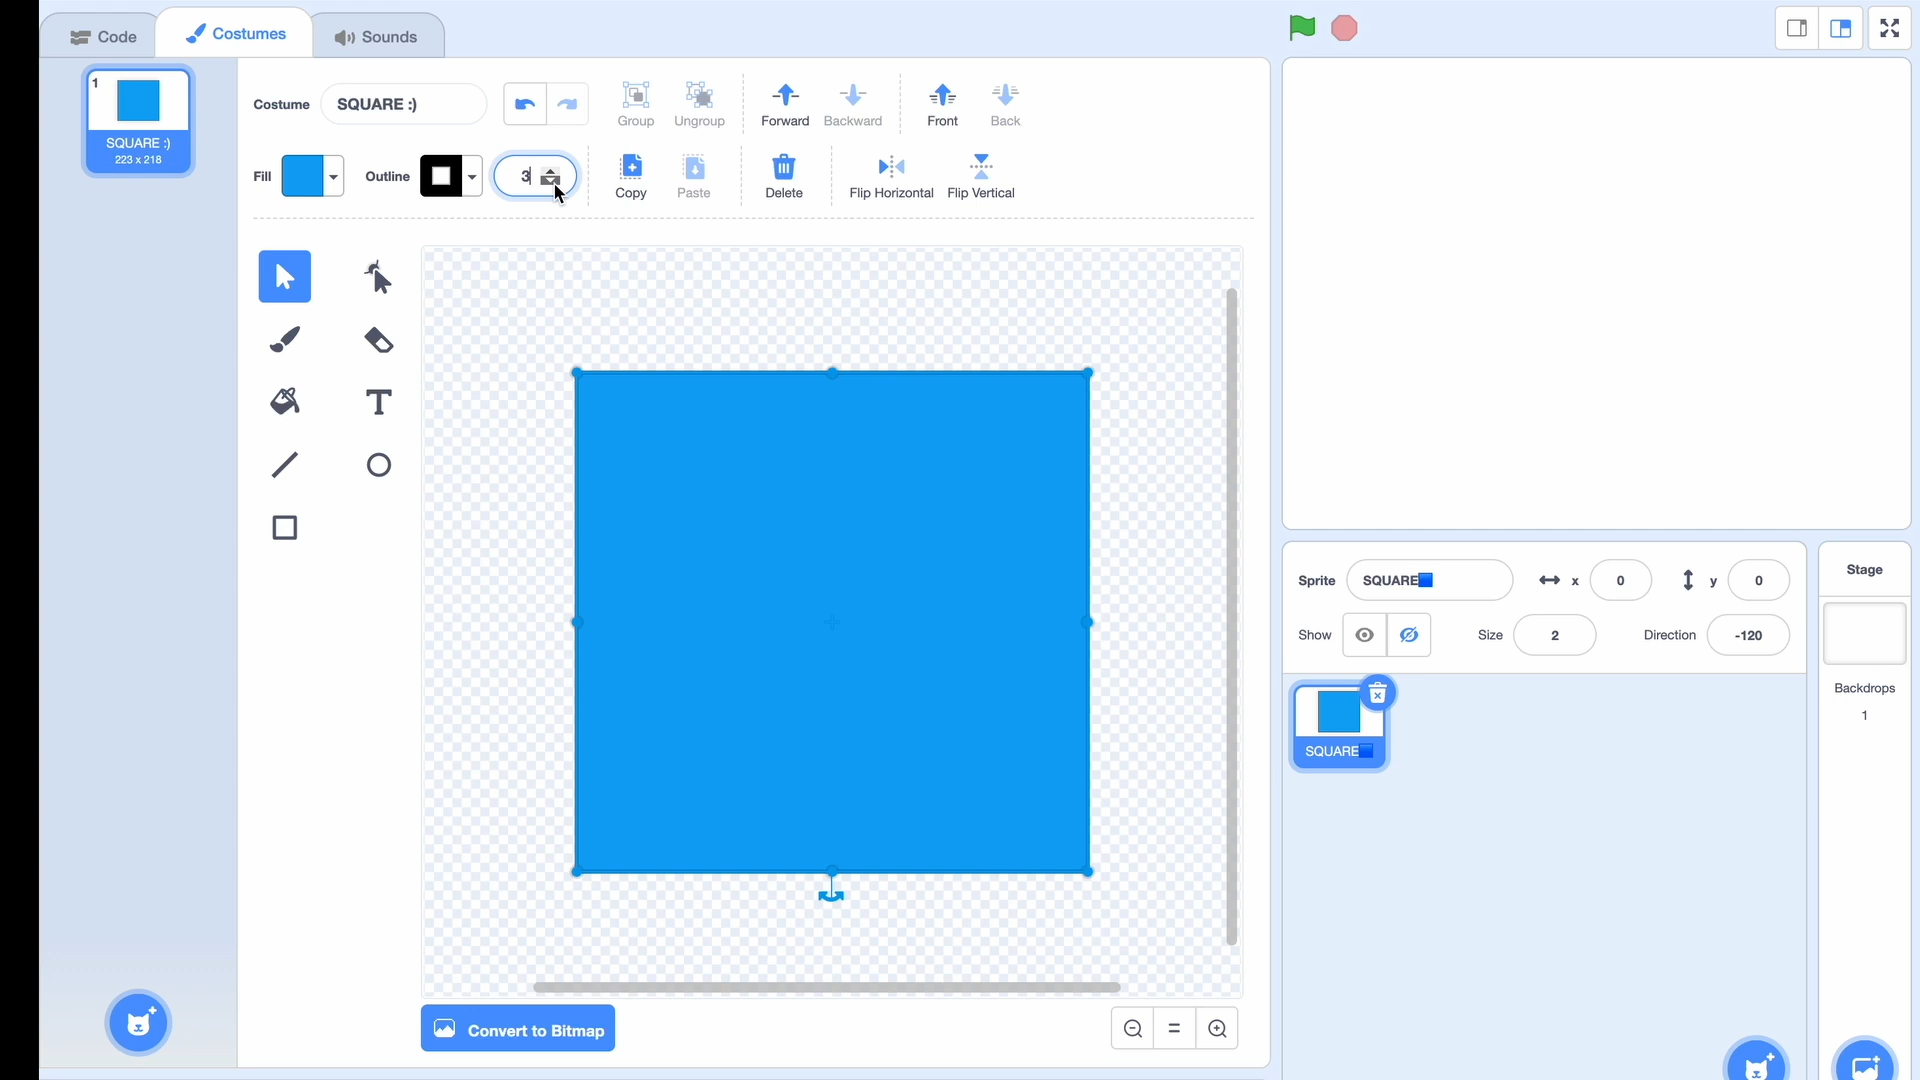 Code
Costumes
Sounds
1
SQUARE :)
223 x 218
Costume
SQUARE :)
Group
Ungroup
Forward
Backward
Front
Back
Fill
Outline
3
Copy
Paste
Delete
Flip Horizontal
Flip Vertical
T
Convert to Bitmap
Sprite
SQUARE🟦
x
0
y
0
Show
Size
2
Direction
-120
SQUARE🟦
Stage
Backdrops
1